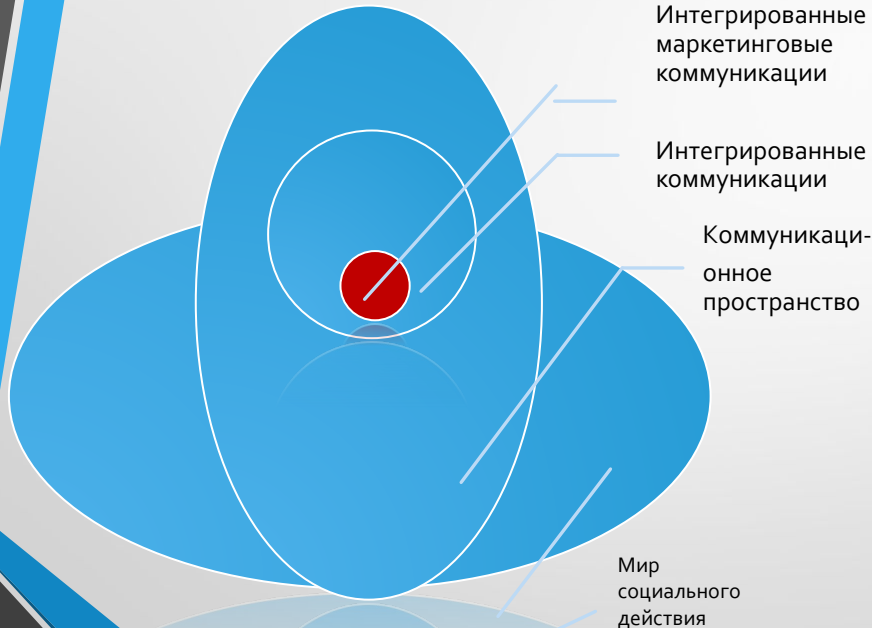 Интегрированные
маркетинговые
коммуникации
Интегрированные
коммуникации
Коммуникаци-
онное
пространство
Мир
социального
действия